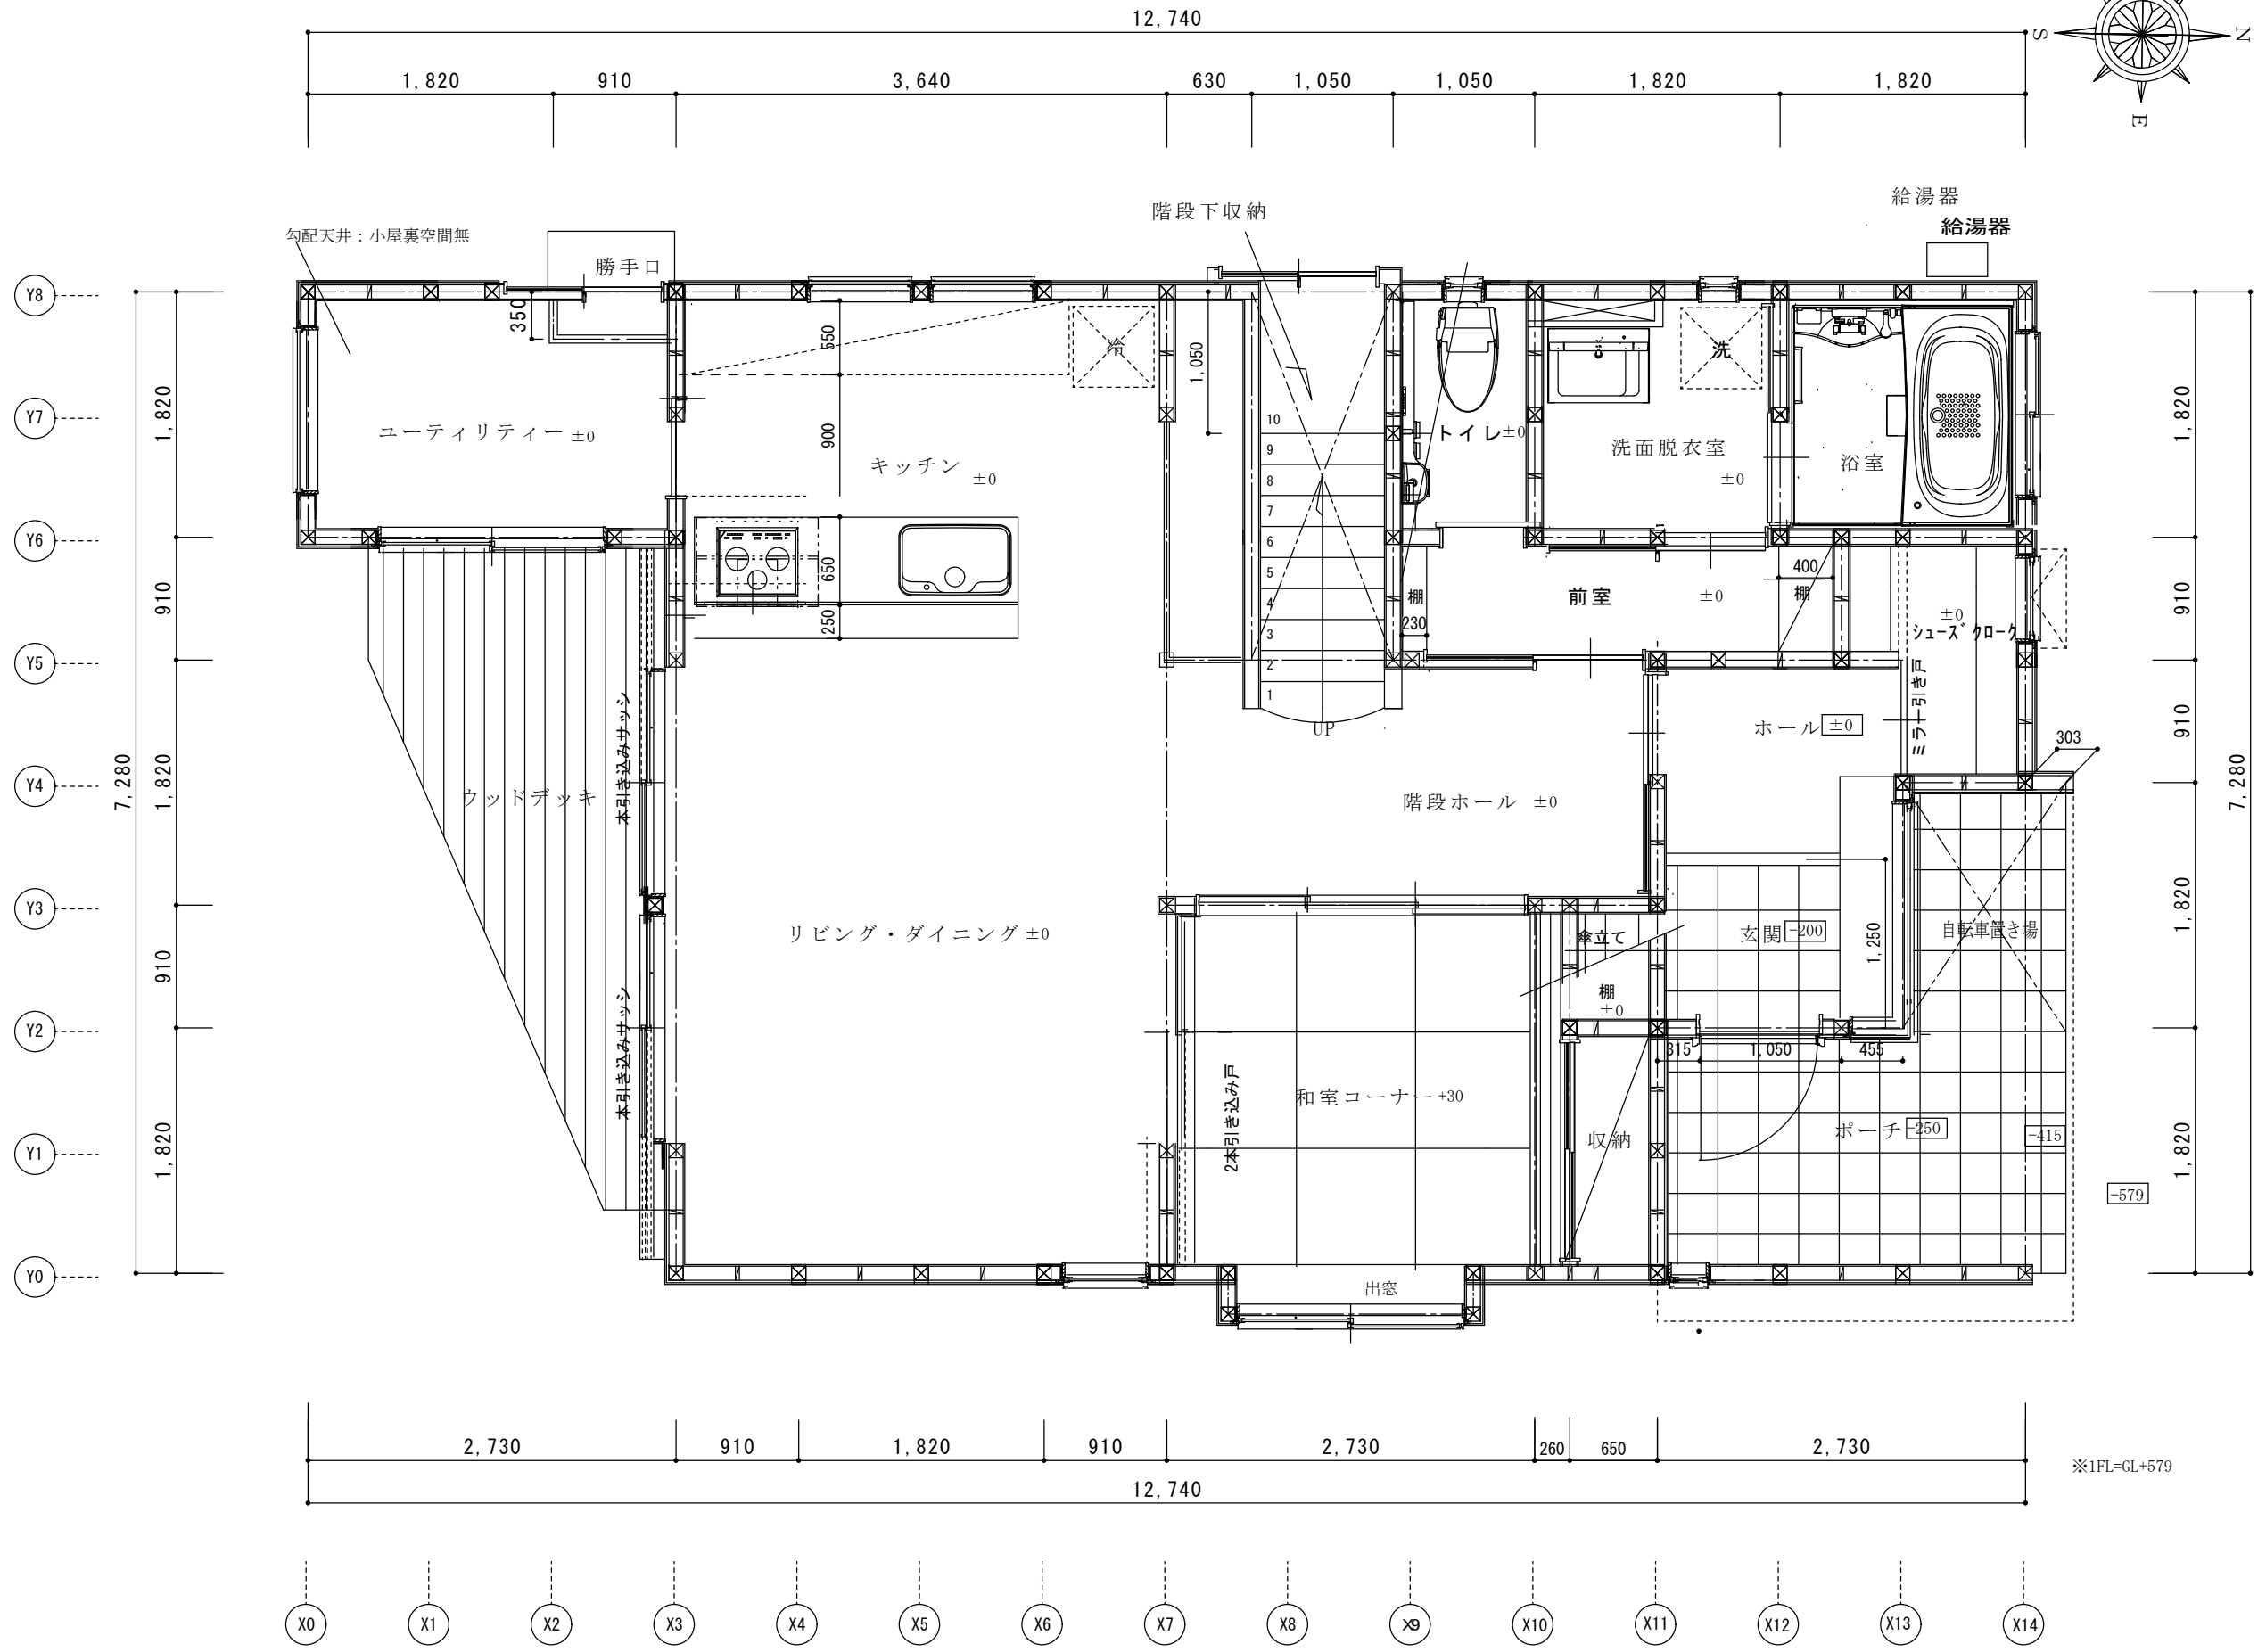 12,740
S
N
E
1,820
910
3,640
630
1,050
1,050
1,820
1,820
給湯器
階段下収納
給湯器
勾配天井：小屋裏空間無
勝手口
Y8
350
550
冷
1,050
洗
1,820
1,820
Y7
10
ユーティリティー ±0
900
トイレ ±0
9
洗面脱衣室
キッチン
浴室
±0
8
±0
7
Y6
6
650
5
400
910
910
4
棚
前室
±0
棚
±0
250
230
3
シューズクローク
Y5
2
1
本引き込みサッシ
ミラー引き戸
910
UP
ホール ±0
303
7,280
1,820
7,280
Y4
ウッドデッキ
階段ホール ±0
Y3
リビング・ダイニング ±0
傘立て
玄関 -200
1,250
自転車置き場
1,820
910
棚
±0
Y2
本引き込みサッシ
315
1,050
455
2本引き込み戸
和室コーナー +30
収納
ポーチ -250
-415
1,820
1,820
Y1
-579
Y0
出窓
2,730
910
1,820
910
2,730
260
650
2,730
※1FL=GL+579
12,740
X0
X1
X2
X3
X4
X5
X6
X7
X8
X9
X10
X11
X12
X13
X14